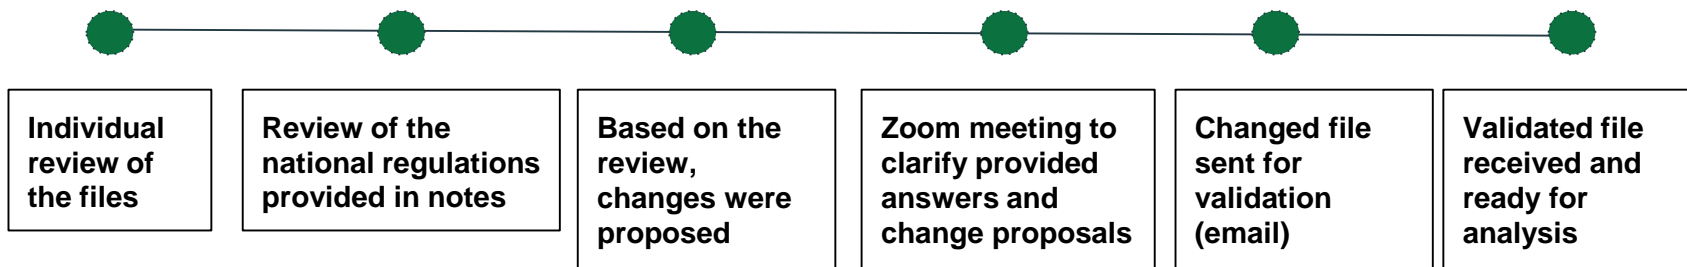 Individual
review of
the files
Review of the
national regulations
provided in notes
Based on the
review,
changes were
proposed
Zoom meeting to
clarify provided
answers and
change proposals
Changed file
sent for
validation
(email)
Validated file
received and
ready for
analysis